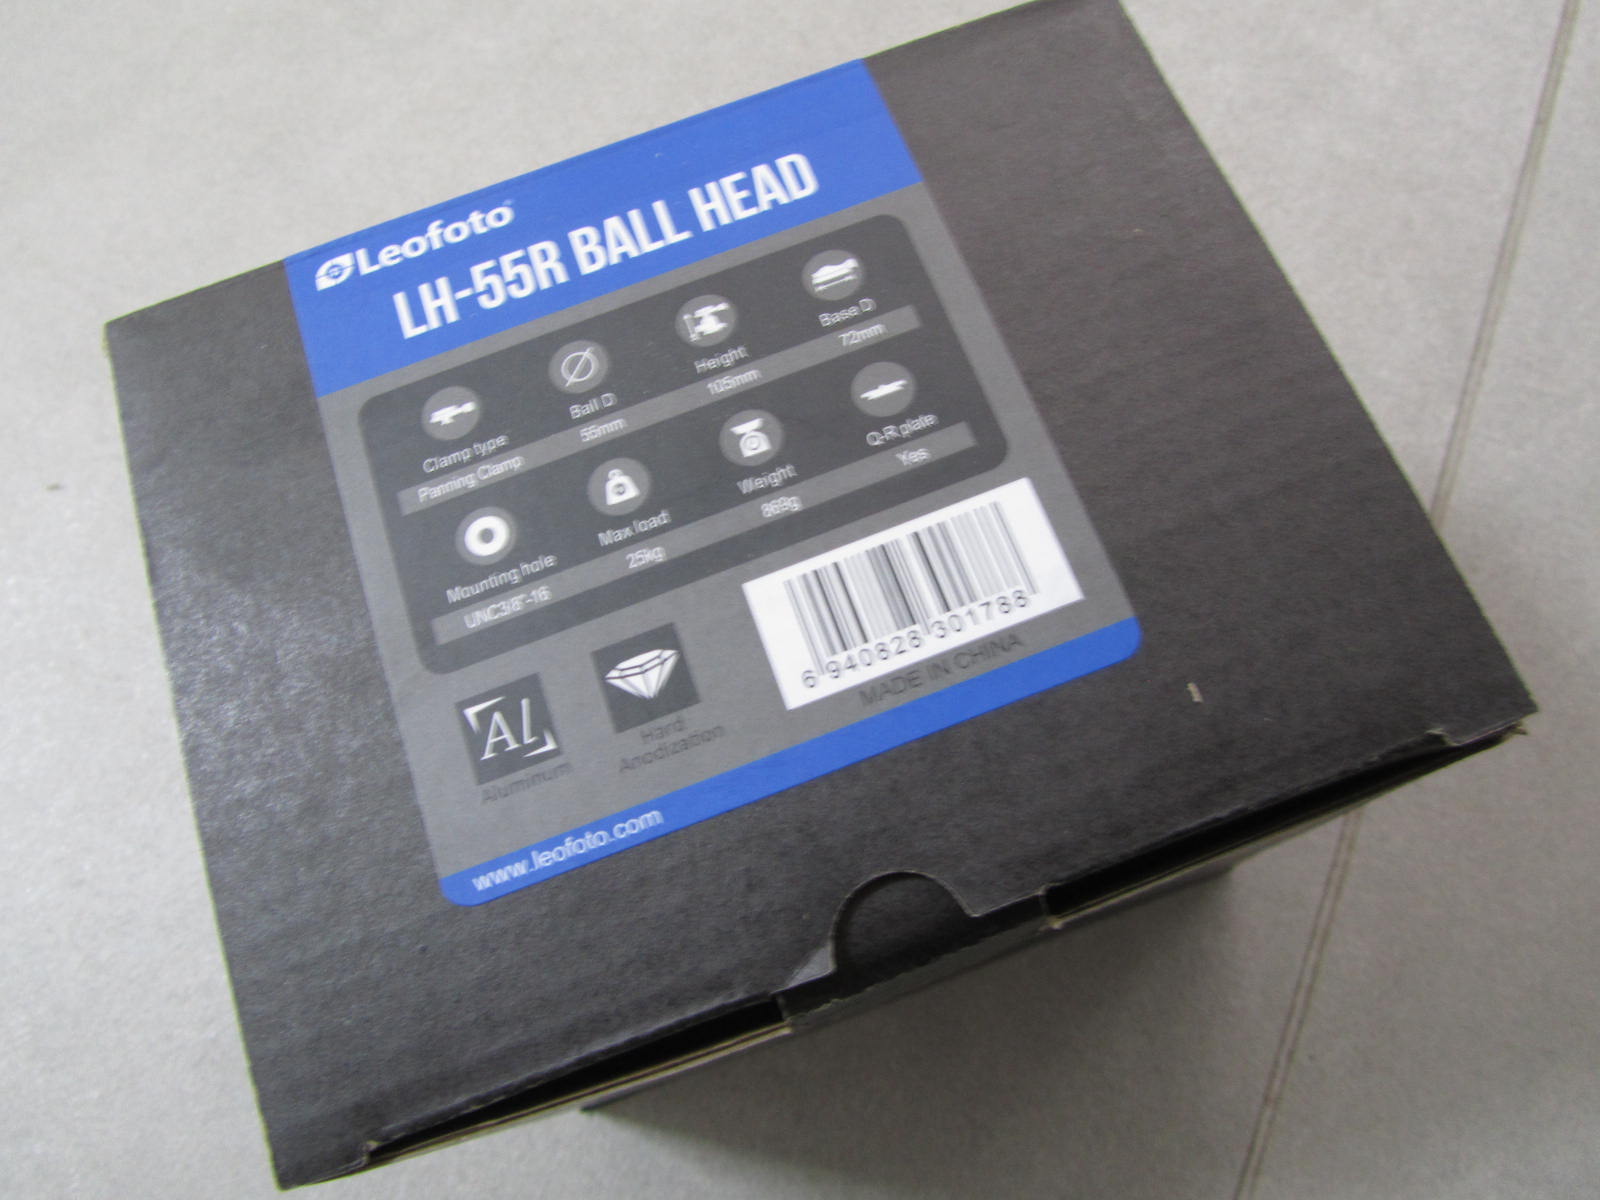 Leofoto
LH-55R BALL HEAD
Clamp type
Panning Clamp
Ball D
55mm
Height
105mm
Base D
72mm
Mounting hole
UNC3/8"-16
Max load
25kg
Weight
869g
Q-R plate
Yes
Al
Aluminum
Hard
Anodization
6 940828 301788
MADE IN CHINA
www.leofoto.com